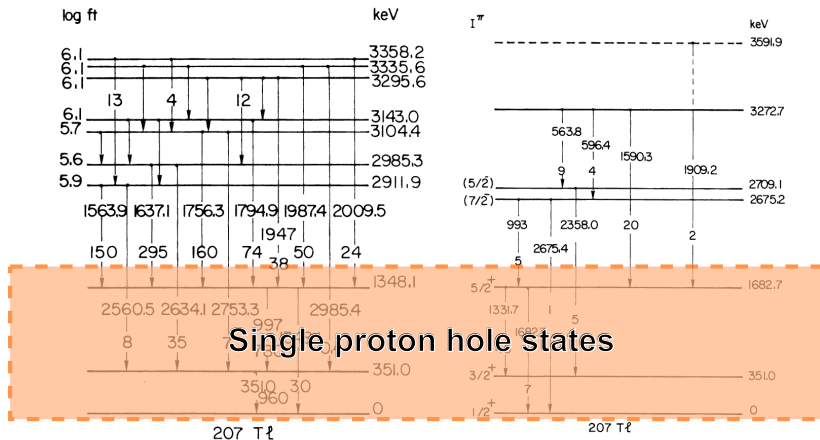 log ft
keV
6.1 3358.2
6.1 3335.6
6.1 3295.6
13 4 12
6.1 3143.0
5.7 3104.4
5.6 2985.3
5.9 2911.9
1563.9 1637.1 1756.3 1794.9 1987.4 2009.5
1947
150 295 160 74 50 24
38
1348.1
2560.5 2634.1 2753.3 2985.4
997
8 35
351.0
351.0 30
960
0
207 Tℓ
I^π
keV
3591.9
3272.7
563.8
596.4
1590.3
1909.2
9 4
(5/2⁻) 2709.1
(7/2⁻) 2675.2
993 2358.0 20 2
2675.4
5
5/2⁺ 1682.7
1331.7 1 5
3/2⁺ 351.0
7
1/2⁺ 0
207 Tℓ
Single proton hole states